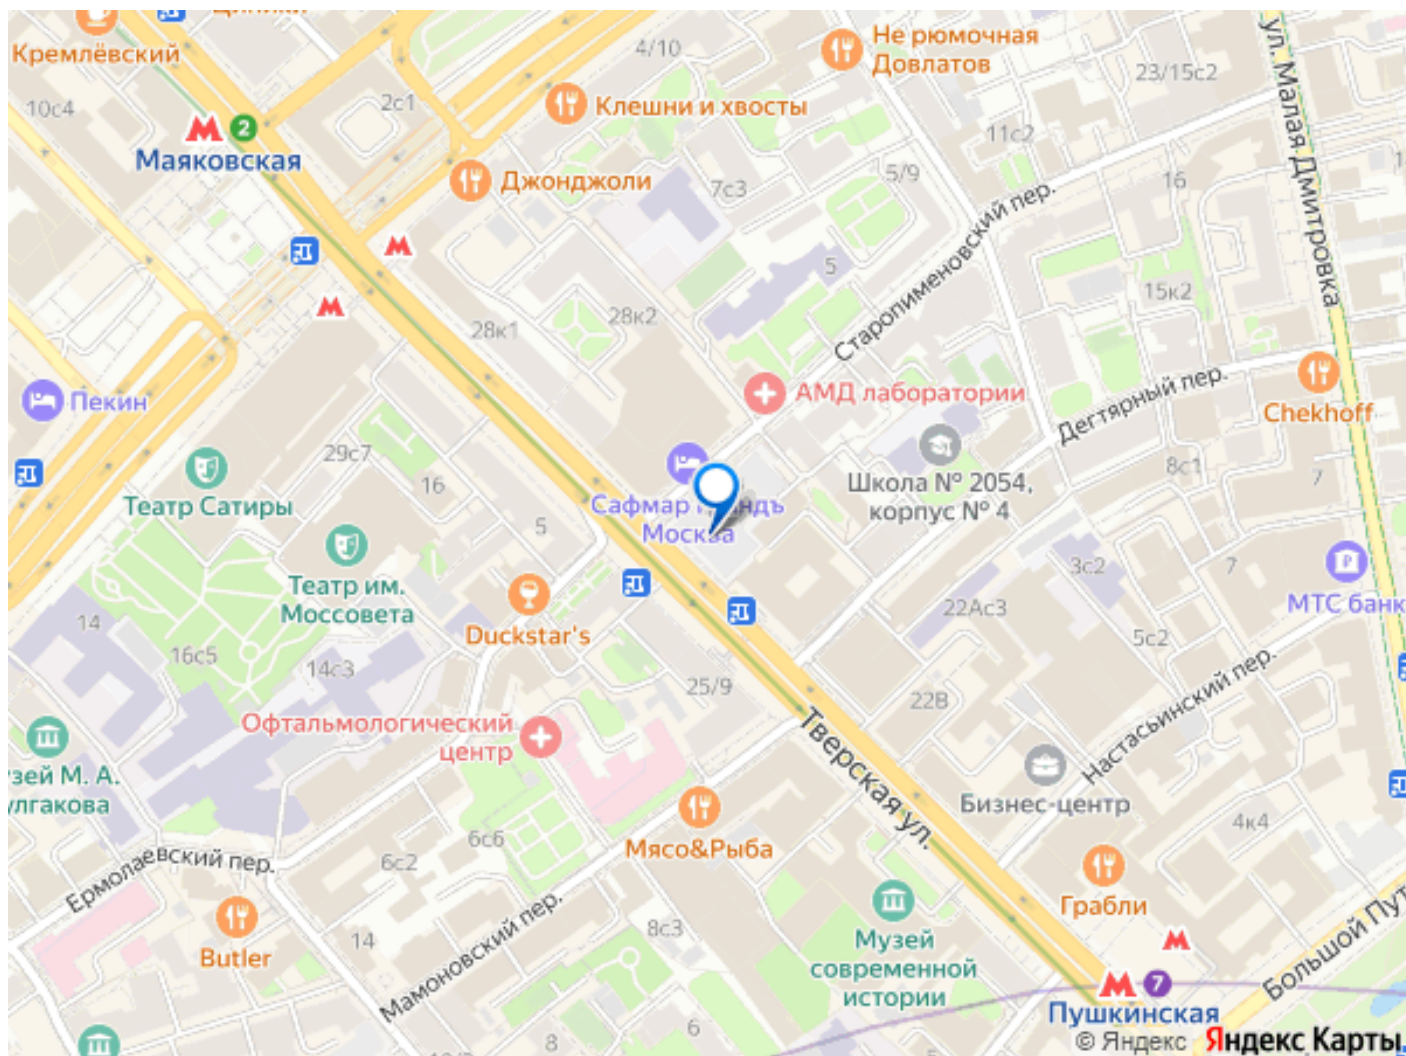 Кремлёвский
10с4
2с1
4/10
Не рюмочная
Довлатов
23/15с2
ул. Малая Дмитровка
Клешни и хвосты
11с2
2
Маяковская
Джонджоли
7с3
5/9
16
Старопименовский пер.
5
15к2
28к1
28к2
Пекин
АМД лаборатории
Дегтярный пер.
Chekhoff
29с7
16
Театр Сатиры
Школа № 2054,
корпус № 4
8с1
7
Сафмар
Москва
5
Театр им.
Моссовета
3с2
7
МТС банк
Duckstar's
22Ас3
5с2
14
16с5
14с3
25/9
22В
Настасьинский пер.
Офтальмологический
центр
Тверская ул.
Бизнес-центр
4к4
6с6
Мясо&Рыба
Ермолаевский пер.
6с2
Грабли
Butler
14
Мамоновский пер.
8с3
Музей
современной
истории
Большой
7
Пушкинская
6
8
© Яндекс Яндекс Карты